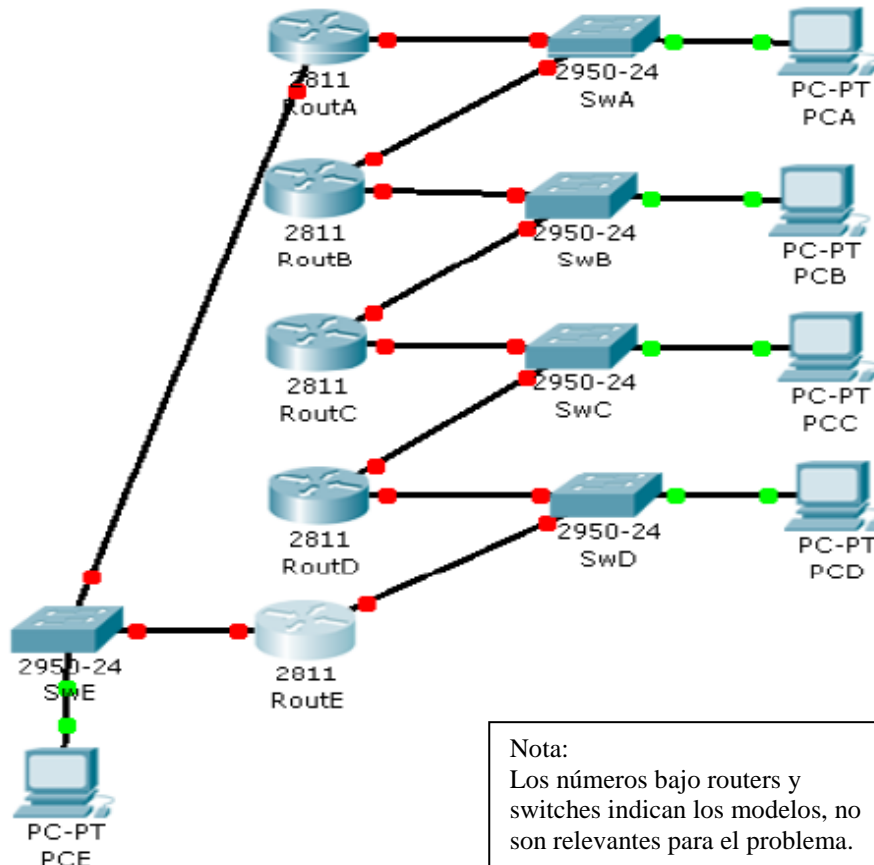 2811
RoutA
2950-24
SwA
PC-PT
PCA
2811
RoutB
2950-24
SwB
PC-PT
PCB
2811
RoutC
2950-24
SwC
PC-PT
PCC
2811
RoutD
2950-24
SwD
PC-PT
PCD
2950-24
SwE
2811
RoutE
PC-PT
PCE
Nota:
Los números bajo routers y
switches indican los modelos, no
son relevantes para el problema.